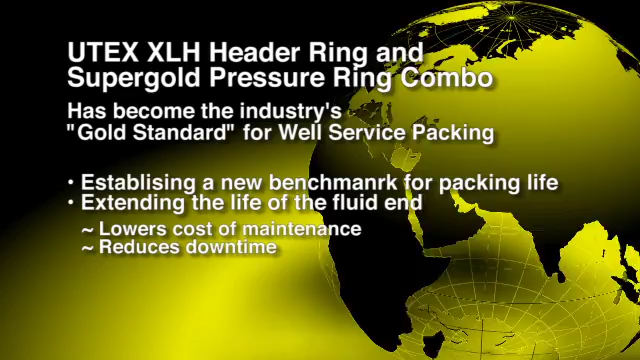 UTEX XLH Header Ring and
Supergold Pressure Ring Combo
Has become the industry's
"Gold Standard" for Well Service Packing
• Establising a new benchmanrk for packing life
• Extending the life of the fluid end
~ Lowers cost of maintenance
~ Reduces downtime